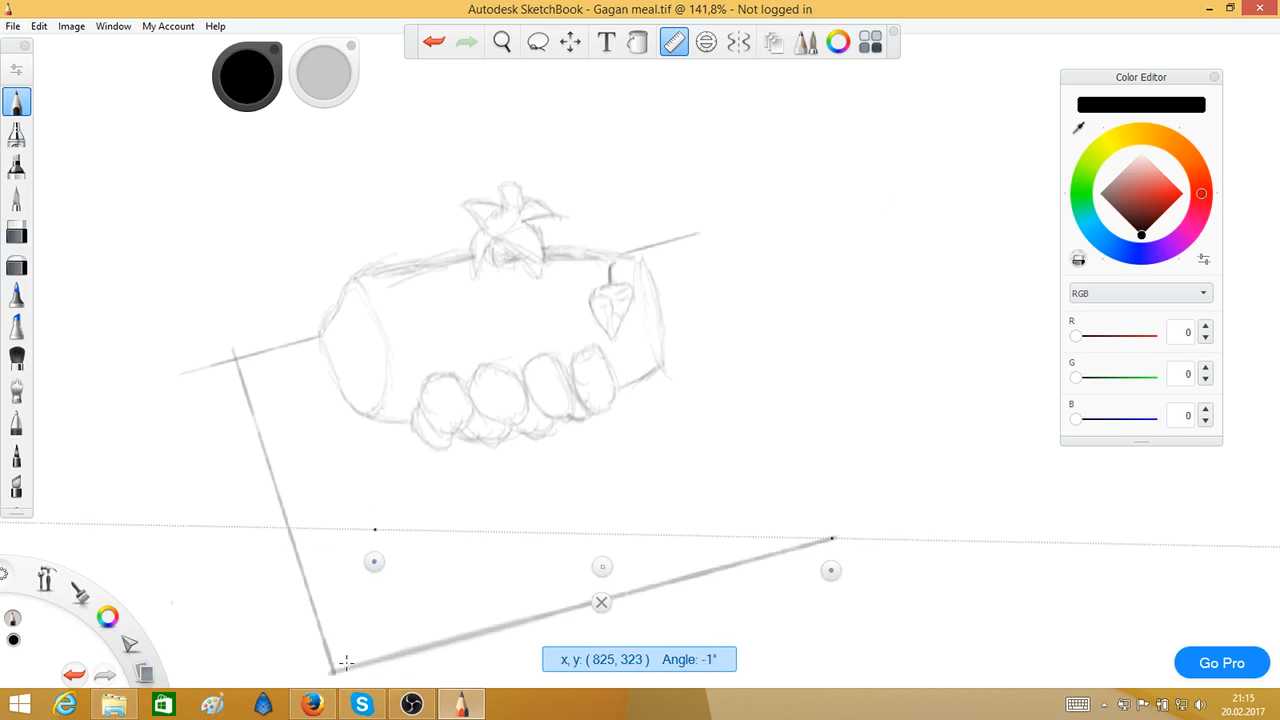 Autodesk SketchBook - Gagan meal.tif @ 141,8% - Not logged in
File Edit Image Window My Account Help
T
Color Editor
RGB
R 0
G 0
B 0
x, y: ( 825, 323 ) Angle: -1°
Go Pro
21:15
20.02.2017